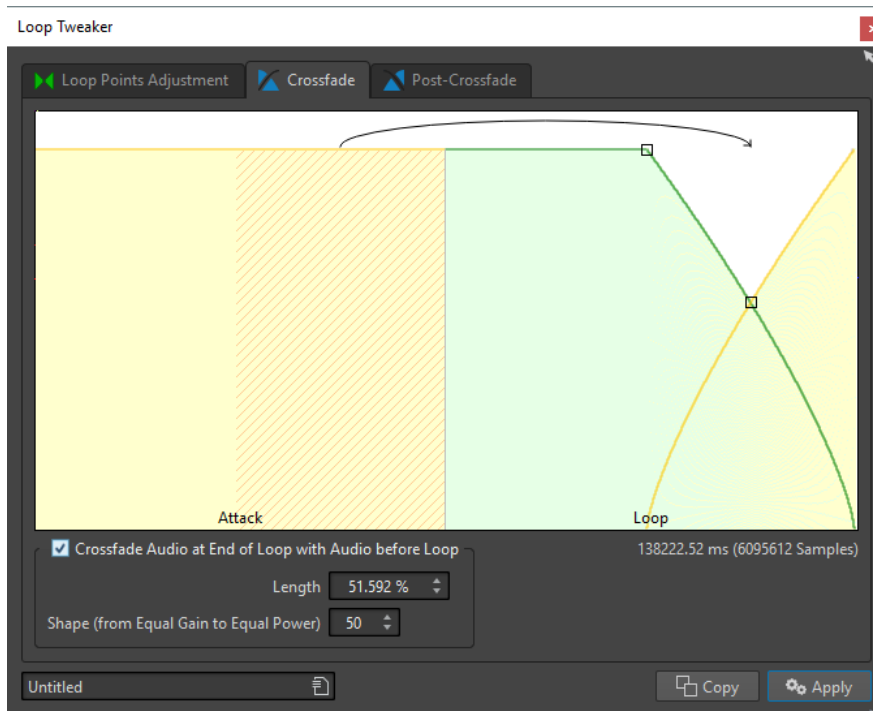 Loop Tweaker
Loop Points Adjustment
Crossfade
Post-Crossfade
Attack
Loop
Crossfade Audio at End of Loop with Audio before Loop
138222.52 ms (6095612 Samples)
Length 51.592 %
Shape (from Equal Gain to Equal Power) 50
Untitled
Copy
Apply